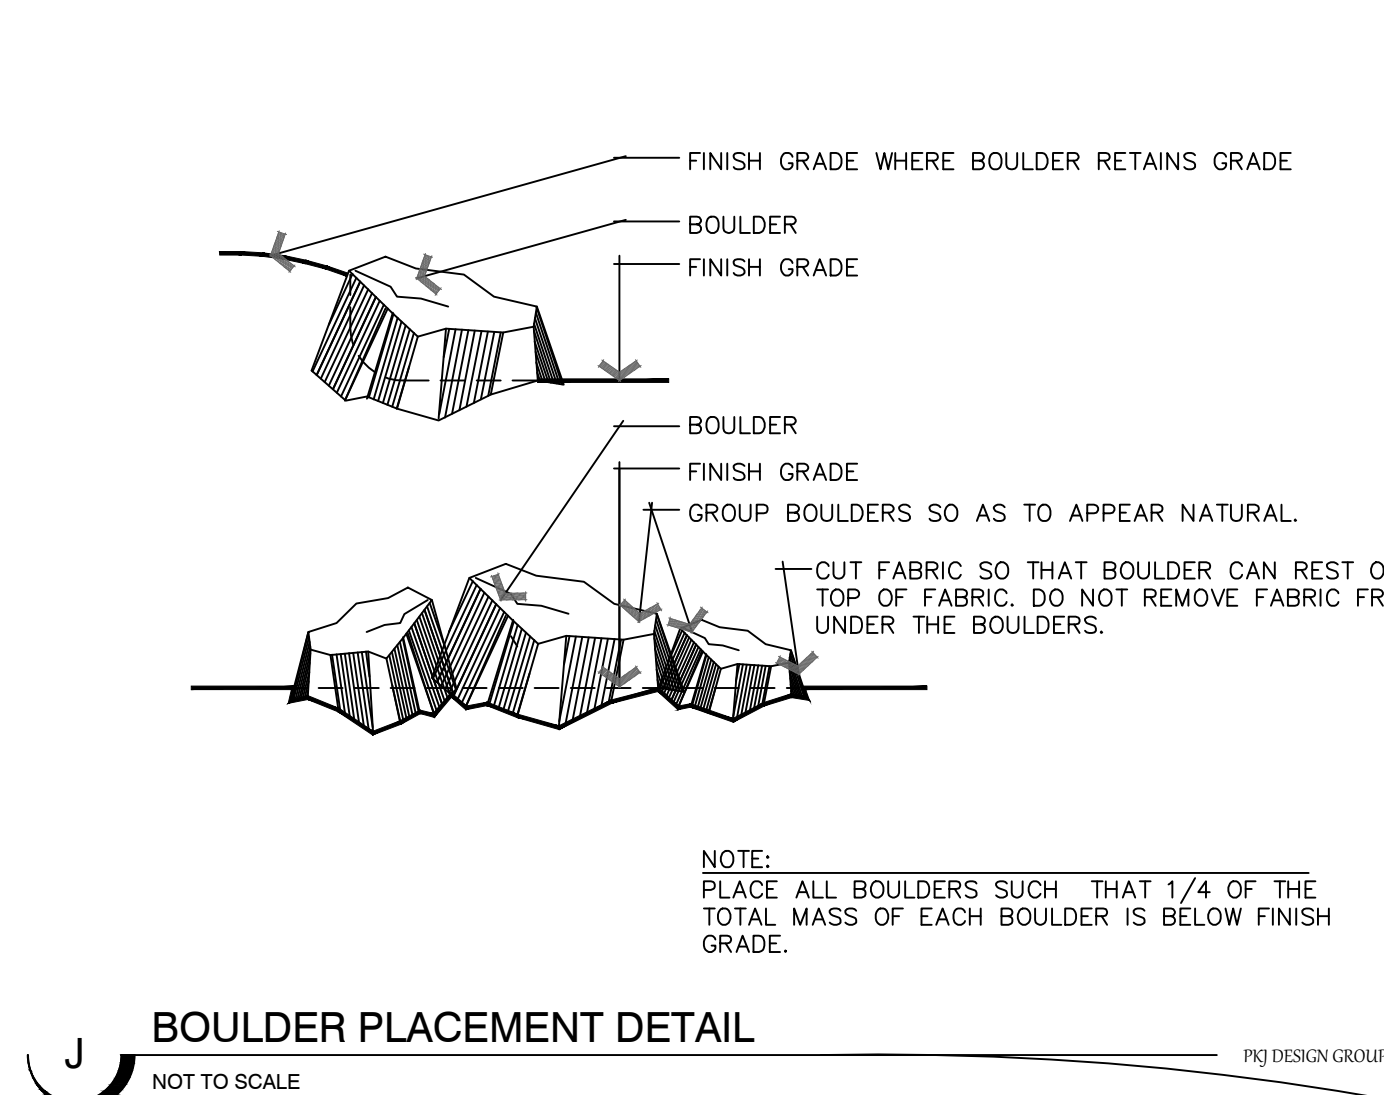 FINISH GRADE WHERE BOULDER RETAINS GRADE
BOULDER
FINISH GRADE
BOULDER
FINISH GRADE
GROUP BOULDERS SO AS TO APPEAR NATURAL.
CUT FABRIC SO THAT BOULDER CAN REST
TOP OF FABRIC. DO NOT REMOVE FABRIC
UNDER THE BOULDERS.
NOTE:
PLACE ALL BOULDERS SUCH THAT 1/4 OF THE
TOTAL MASS OF EACH BOULDER IS BELOW FINISH
GRADE.
BOULDER PLACEMENT DETAIL
J
PKJ DESIGN GROUP
NOT TO SCALE